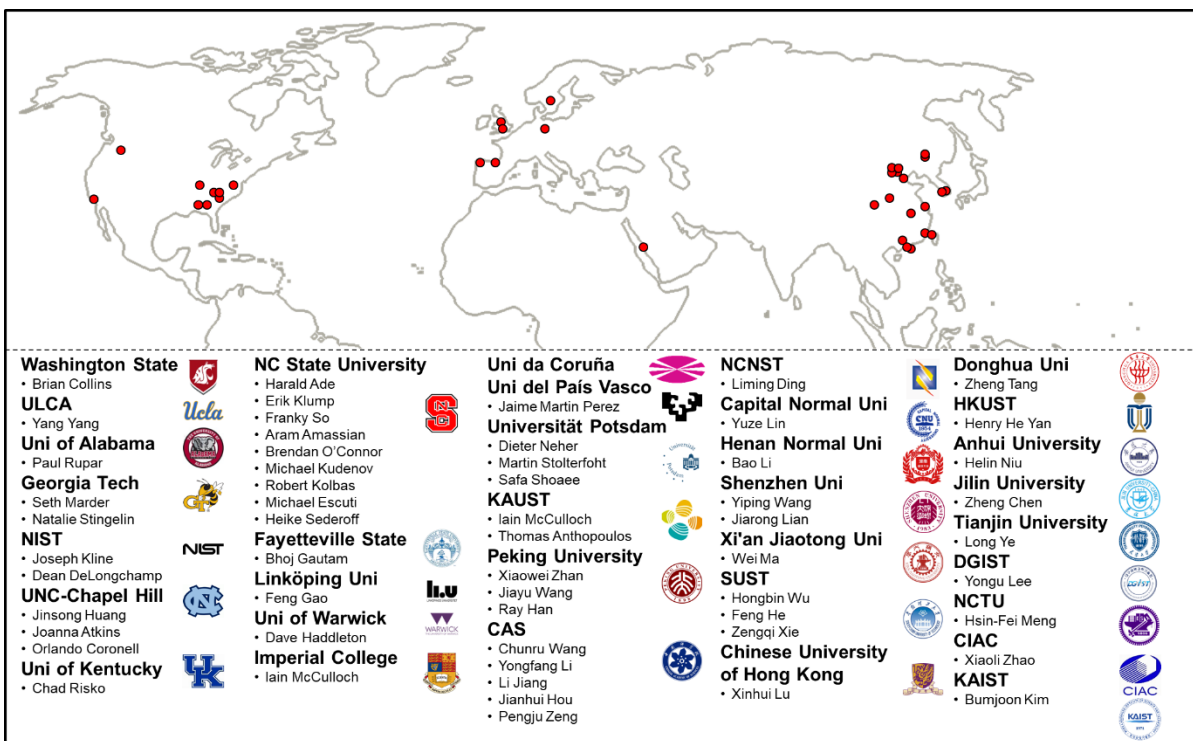 Washington State
• Brian Collins
ULCA
• Yang Yang
Uni of Alabama
• Paul Rupar
Georgia Tech
• Seth Marder
• Natalie Stingelin
NIST
• Joseph Kline
• Dean DeLongchamp
UNC-Chapel Hill
• Jinsong Huang
• Joanna Atkins
• Orlando Coronell
Uni of Kentucky
• Chad Risko
Ucla
GT
NIST
NC
UK
NC State University
• Harald Ade
• Erik Klump
• Franky So
• Aram Amassian
• Brendan O’Connor
• Michael Kudenov
• Robert Kolbas
• Michael Escuti
• Heike Sederoff
Fayetteville State
• Bhoj Gautam
Linköping Uni
• Feng Gao
Uni of Warwick
• Dave Haddleton
Imperial College
• Iain McCulloch
NCS
li.u
WARWICK
Uni da Coruña
Uni del País Vasco
• Jaime Martin Perez
Universität Potsdam
• Dieter Neher
• Martin Stolterfoht
• Safa Shoaee
KAUST
• Iain McCulloch
• Thomas Anthopoulos
Peking University
• Xiaowei Zhan
• Jiayu Wang
• Ray Han
CAS
• Chunru Wang
• Yongfang Li
• Li Jiang
• Jianhui Hou
• Pengju Zeng
NCNST
• Liming Ding
Capital Normal Uni
• Yuze Lin
Henan Normal Uni
• Bao Li
Shenzhen Uni
• Yiping Wang
• Jiarong Lian
Xi'an Jiaotong Uni
• Wei Ma
SUST
• Hongbin Wu
• Feng He
• Zengqi Xie
Chinese University
of Hong Kong
• Xinhui Lu
CNU
Donghua Uni
• Zheng Tang
HKUST
• Henry He Yan
Anhui University
• Helin Niu
Jilin University
• Zheng Chen
Tianjin University
• Long Ye
DGIST
• Yongu Lee
NCTU
• Hsin-Fei Meng
CIAC
• Xiaoli Zhao
KAIST
• Bumjoon Kim
DGIST
CIAC
KAIST